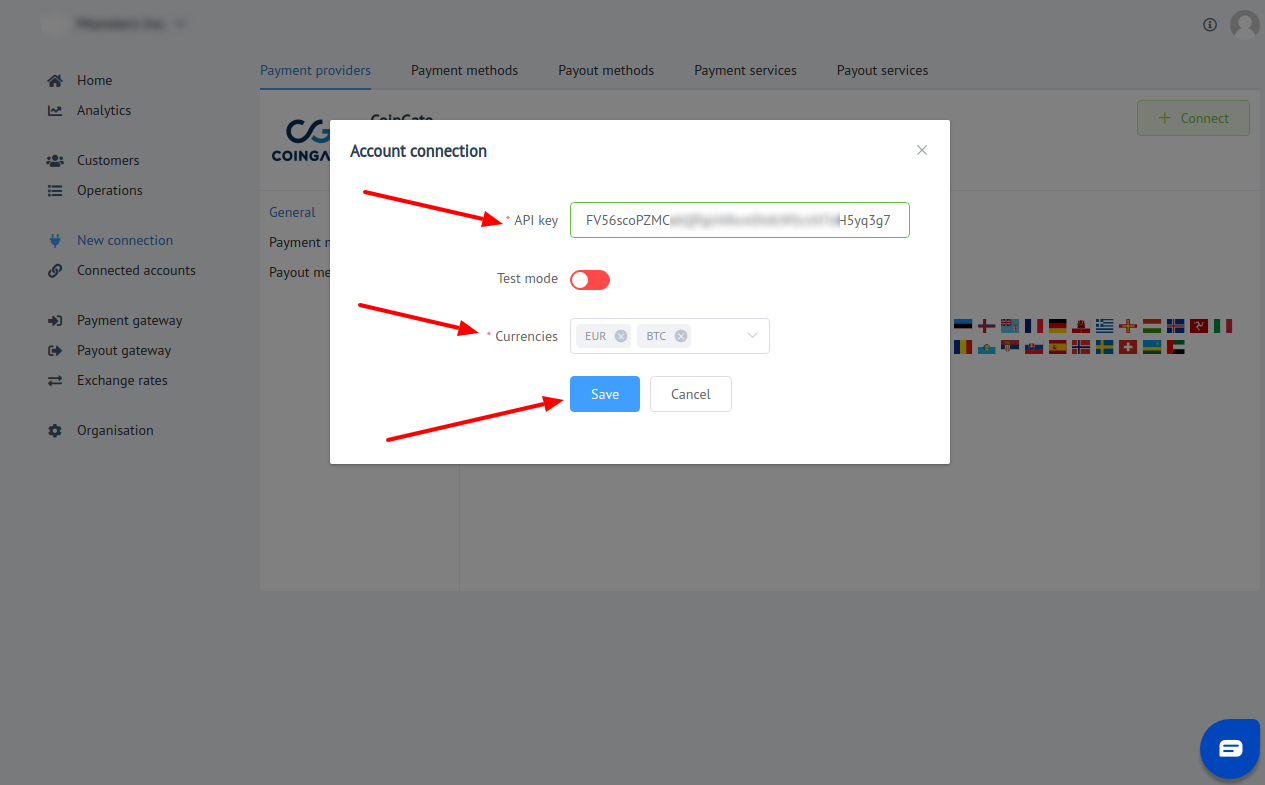 Home
Analytics
Customers
Operations
New connection
Connected accounts
Payment gateway
Payout gateway
Exchange rates
Organisation
Payment providers Payment methods Payout methods Payment services Payout services
CoinGate
COINGA
Connect
General
Payment m
Payout me
Account connection
* API key FV56scoPZMC H5yq3g7
Test mode
* Currencies EUR BTC
Save Cancel